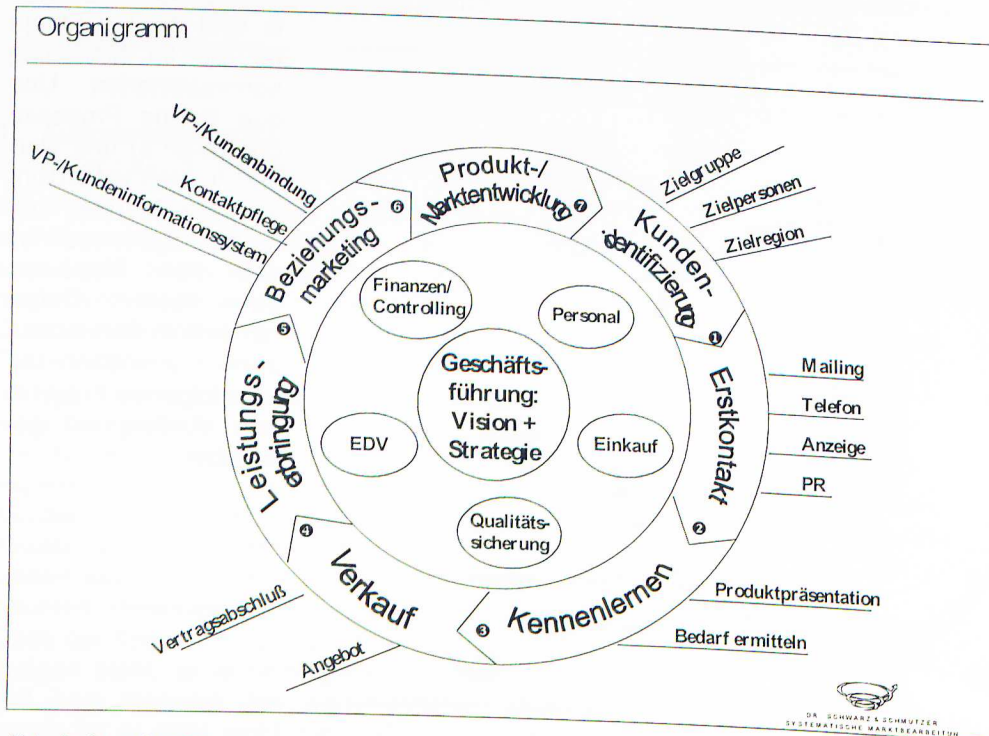 Organigramm
VP-/Kundenbindung
Kontaktpflege
VP-/Kundeninformationssystem
Produkt-/
Marktentwicklung
Kunden-
identifizierung
❶
Zielgruppe
Zielpersonen
Zielregion
Erstkontakt
❷
Mailing
Telefon
Anzeige
PR
Kennenlernen
❸
Produktpräsentation
Bedarf ermitteln
Verkauf
❹
Angebot
Vertragsabschluß
Leistungs-
erbringung
❺
Beziehungs-
marketing
❻
Finanzen/
Controlling
Personal
Geschäfts-
führung:
Vision +
Strategie
EDV
Einkauf
Qualitäts-
sicherung
DR. SCHWARZ & SCHMUTZER
SYSTEMATISCHE MARKTBEARBEITUN